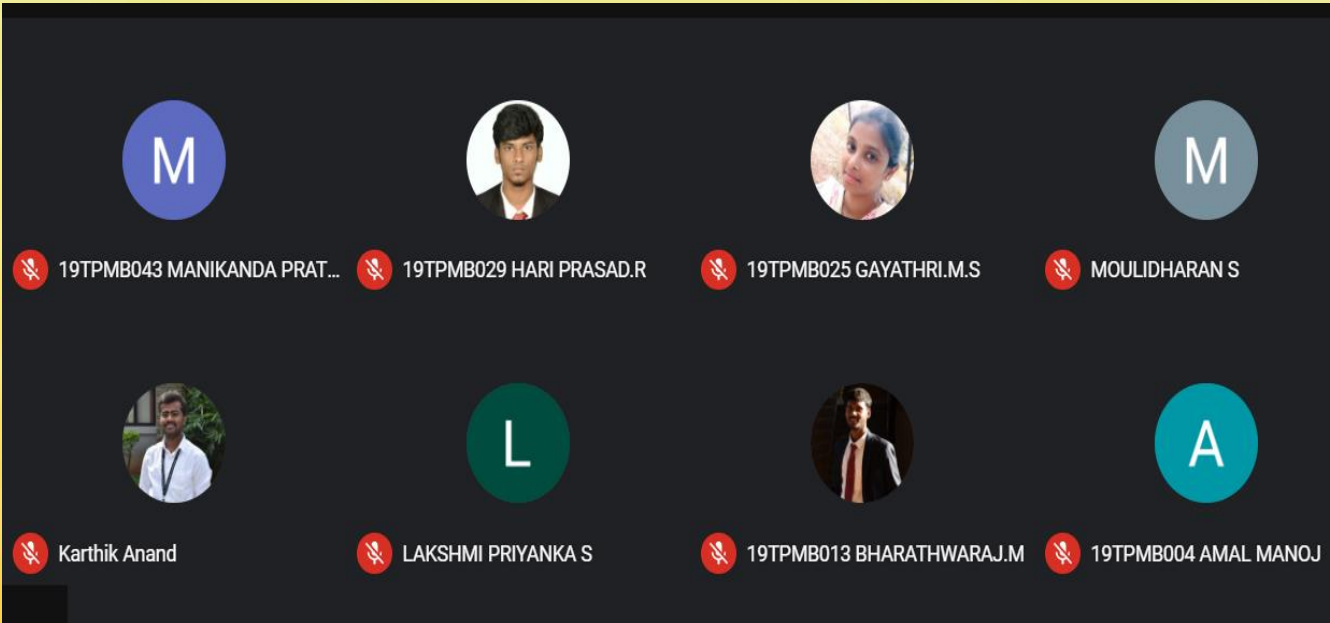 M
M
19TPMB043 MANIKANDA PRAT...
19TPMB029 HARI PRASAD.R
19TPMB025 GAYATHRI.M.S
MOULIDHARAN S
L
A
Karthik Anand
LAKSHMI PRIYANKA S
19TPMB013 BHARATHWARAJ.M
19TPMB004 AMAL MANOJ